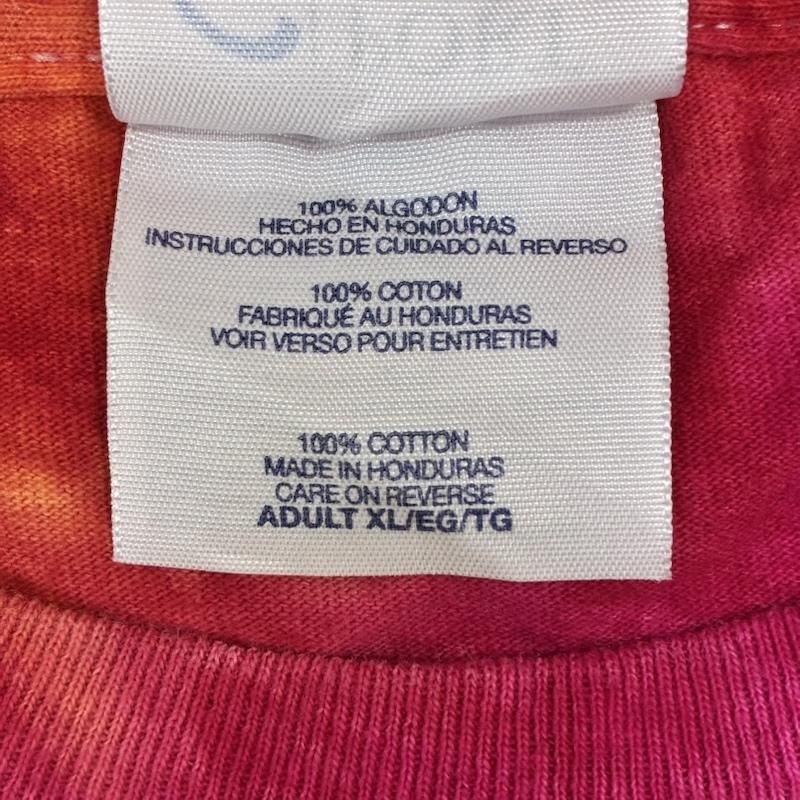 100% ALGODON
HECHO EN HONDURAS
INSTRUCCIONES DE CUIDADO AL REVERSO
100% COTON
FABRIQUÉ AU HONDURAS
VOIR VERSO POUR ENTRETIEN
100% COTTON
MADE IN HONDURAS
CARE ON REVERSE
ADULT XL/EG/TG